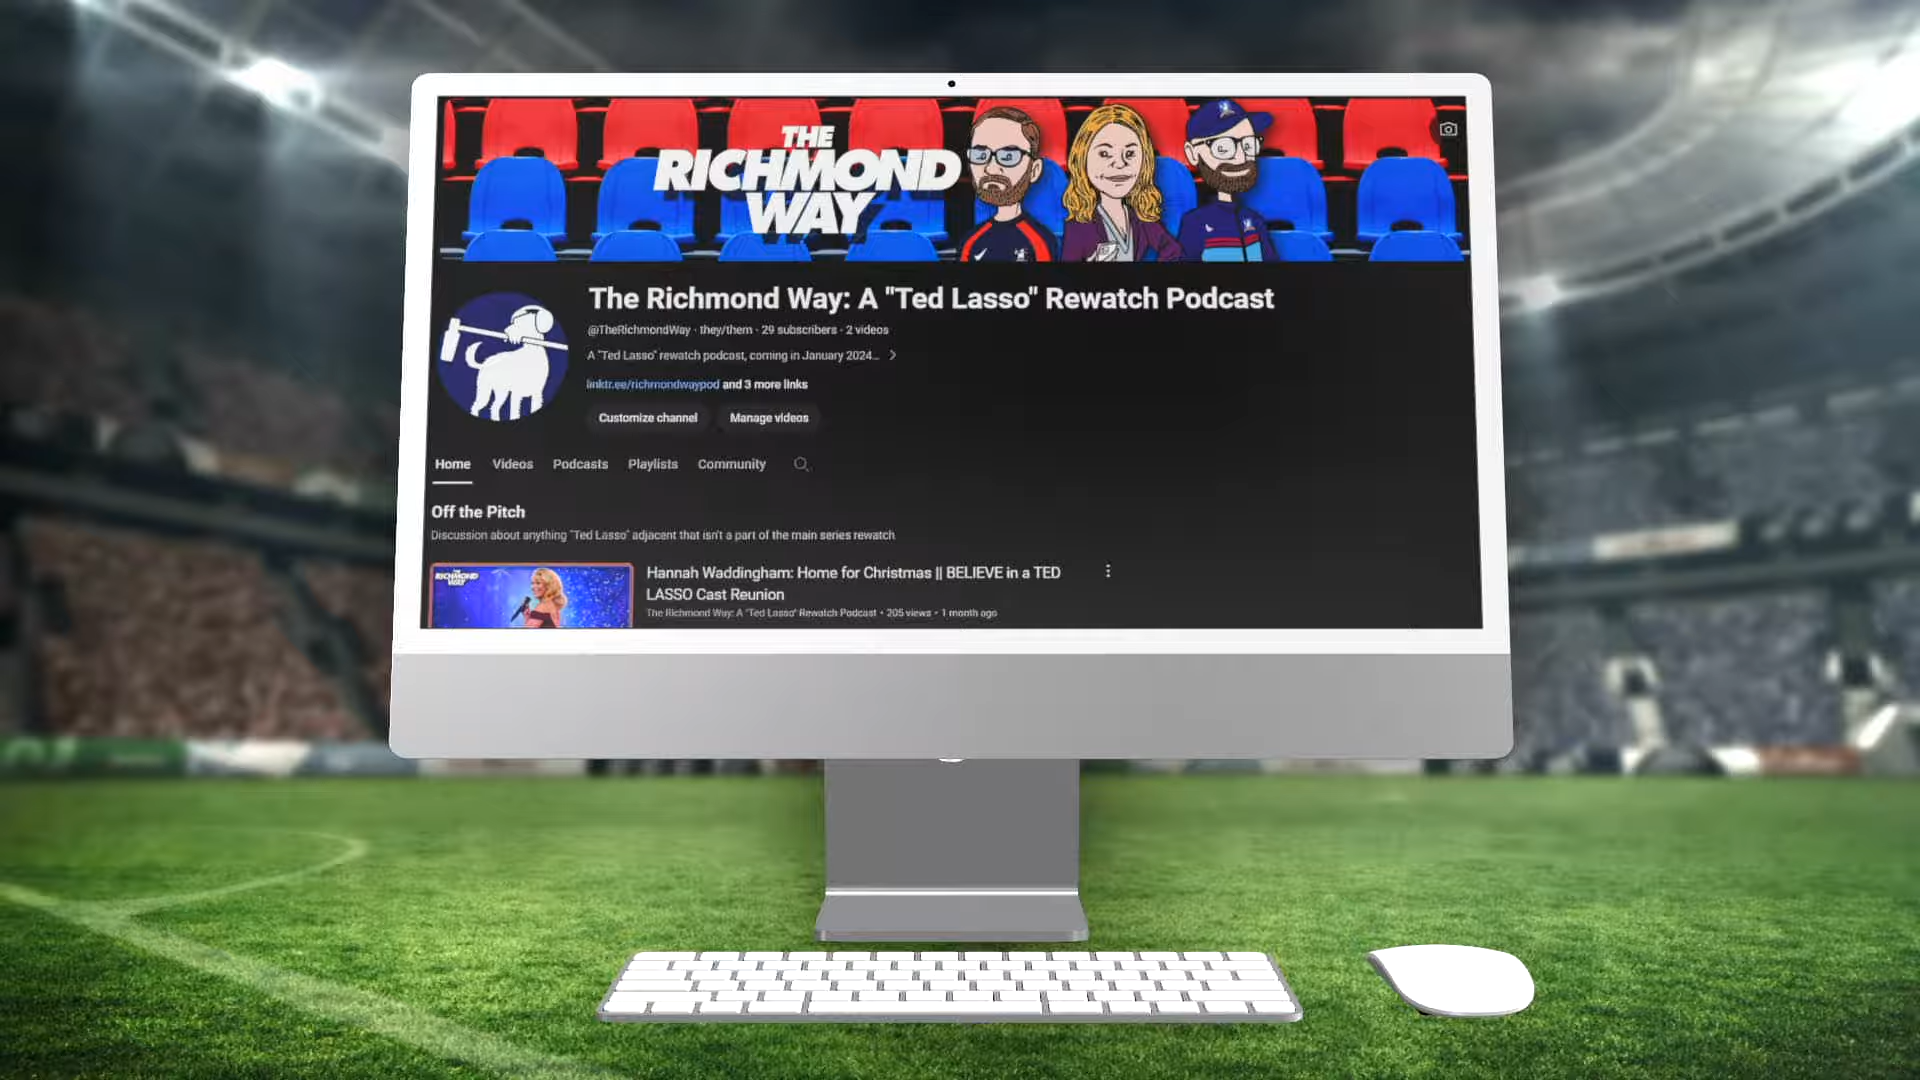 THE
RICHMOND
WAY
The Richmond Way: A "Ted Lasso" Rewatch Podcast
@TheRichmondWay · they/them · 29 subscribers · 2 videos
A "Ted Lasso" rewatch podcast, coming in January 2024...
linktr.ee/richmondwaypod and 3 more links
Customize channel Manage videos
Home Videos Podcasts Playlists Community
Off the Pitch
Discussion about anything "Ted Lasso" adjacent that isn't a part of the main series rewatch
THE
RICHMOND
WAY
Hannah Waddingham: Home for Christmas || BELIEVE in a TED
LASSO Cast Reunion
The Richmond Way: A "Ted Lasso" Rewatch Podcast • 205 views • 1 month ago